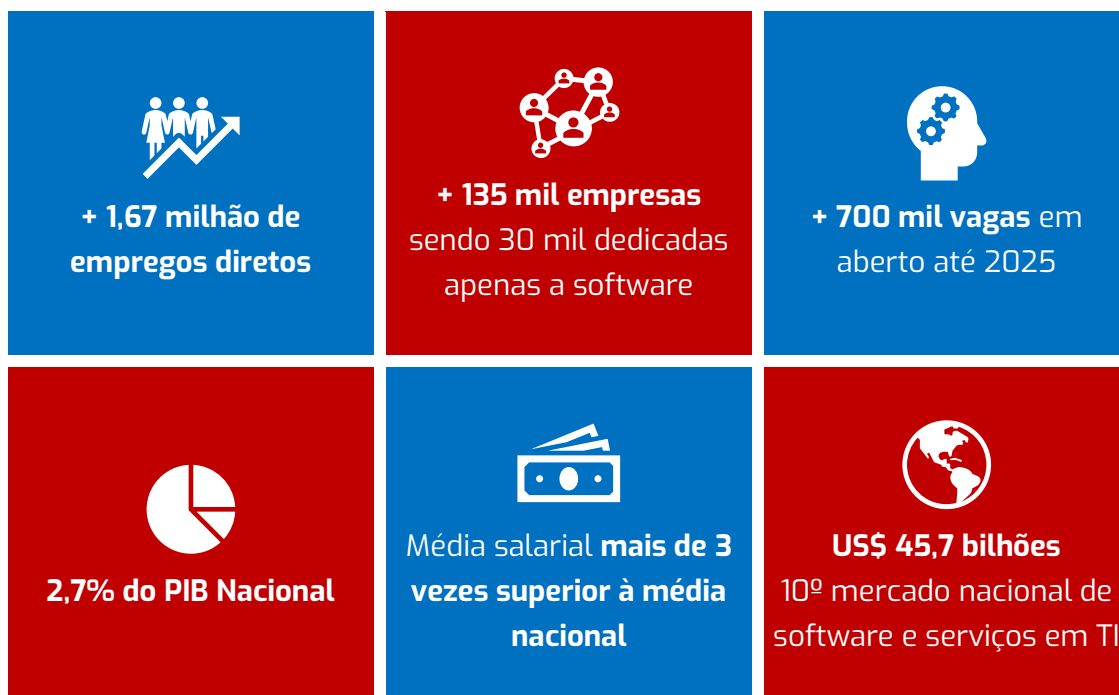 + 1,67 milhão de
empregos diretos
+ 135 mil empresas
sendo 30 mil dedicadas
apenas a software
+ 700 mil vagas em
aberto até 2025
2,7% do PIB Nacional
Média salarial mais de 3
vezes superior à média
nacional
US$ 45,7 bilhões
10º mercado nacional de
software e serviços em TI